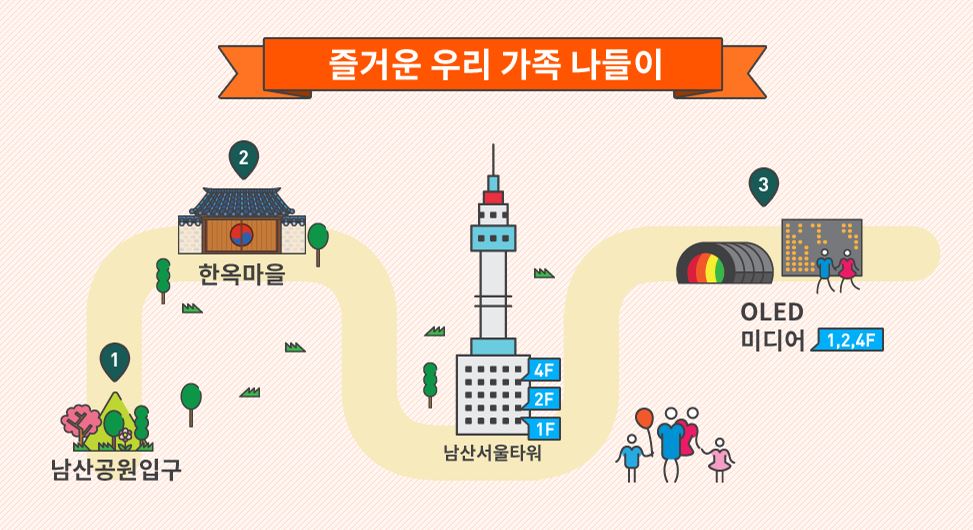 즐거운 우리 가족 나들이
2
3
한옥마을
1
OLED
미디어 1,2,4F
4F
2F
1F
남산서울타워
남산공원입구